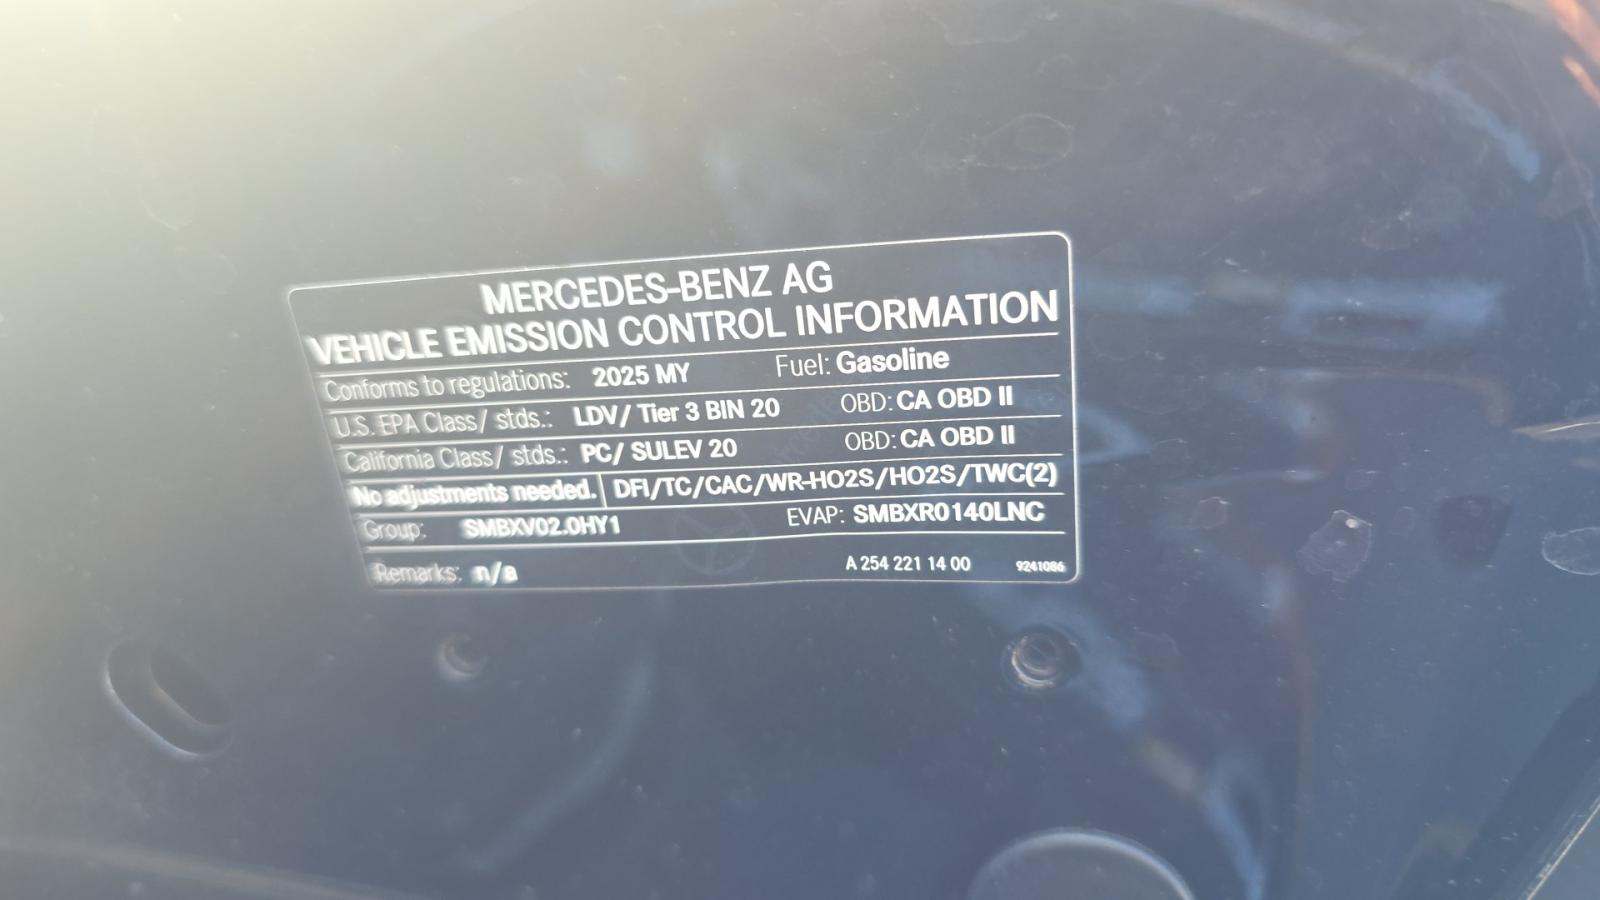 MERCEDES-BENZ AG
VEHICLE EMISSION CONTROL INFORMATION
Conforms to regulations: 2025 MY Fuel: Gasoline
U.S. EPA Class/ stds.: LDV/ Tier 3 BIN 20 OBD: CA OBD II
California Class/ stds.: PC/ SULEV 20 OBD: CA OBD II
No adjustments needed. DFI/TC/CAC/WR-HO2S/HO2S/TWC(2)
Group: SMBXV02.0HY1 EVAP: SMBXR0140LNC
Remarks: n/a A 254 221 14 00 9241086